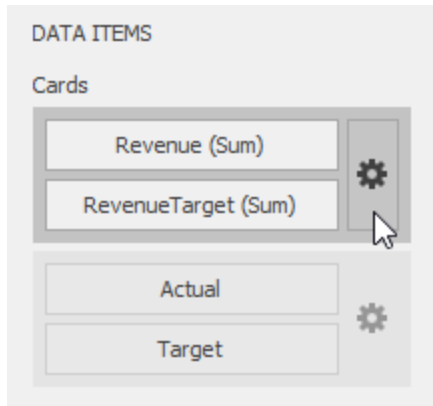 DATA ITEMS
Cards
Revenue (Sum)
RevenueTarget (Sum)
Actual
Target